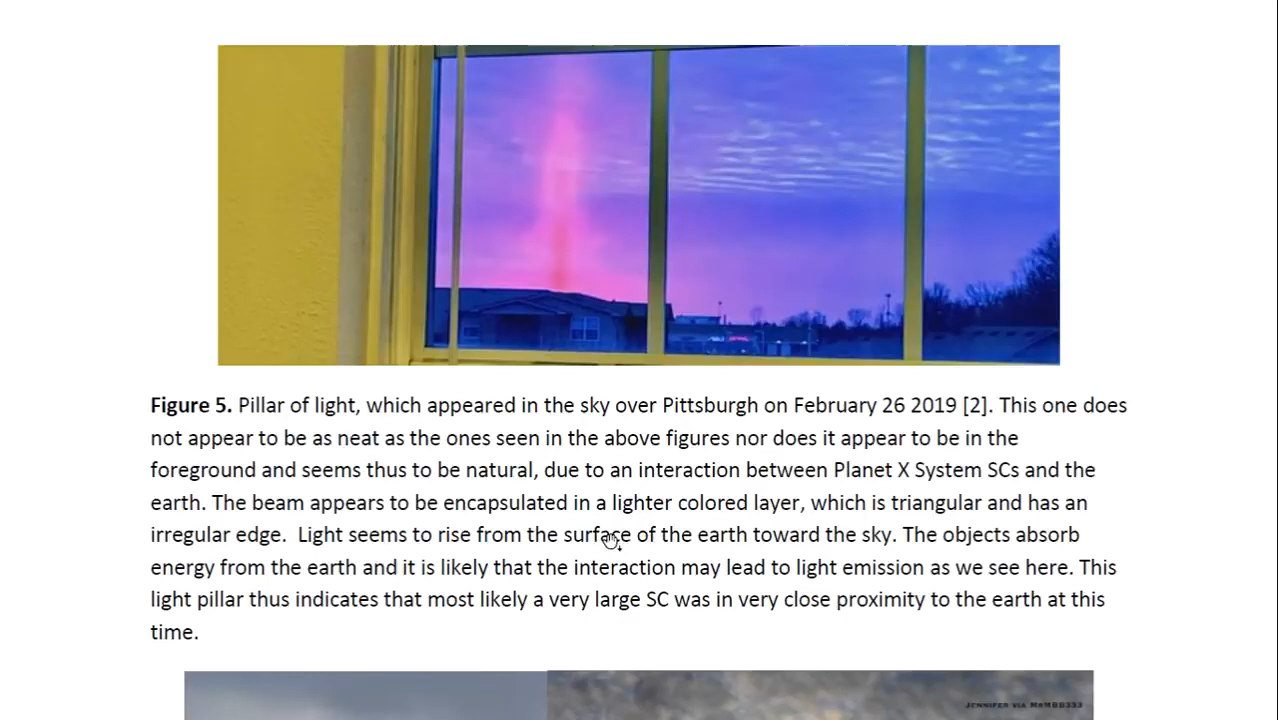 Figure 5. Pillar of light, which appeared in the sky over Pittsburgh on February 26 2019 [2]. This one does
not appear to be as neat as the ones seen in the above figures nor does it appear to be in the
foreground and seems thus to be natural, due to an interaction between Planet X System SCs and the
earth. The beam appears to be encapsulated in a lighter colored layer, which is triangular and has an
irregular edge.  Light seems to rise from the surface of the earth toward the sky. The objects absorb
energy from the earth and it is likely that the interaction may lead to light emission as we see here. This
light pillar thus indicates that most likely a very large SC was in very close proximity to the earth at this
time.
JENNIFER VIA MRMBB333